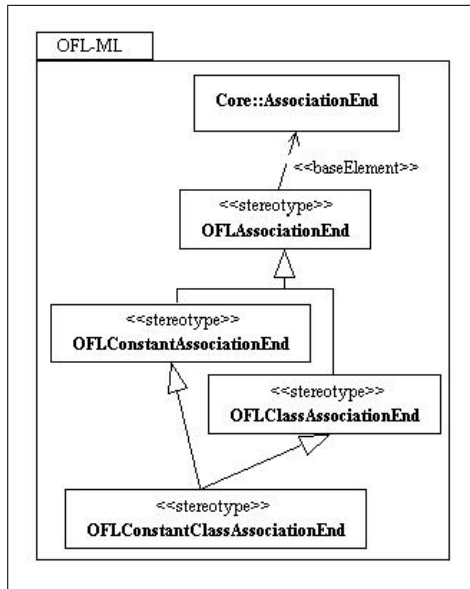 OFL-ML
Core::AssociationEnd
<<baseElement>>
<<stereotype>>
OFLAssociationEnd
<<stereotype>>
OFLConstantAssociationEnd
<<stereotype>>
OFLClassAssociationEnd
<<stereotype>>
OFLConstantClassAssociationEnd